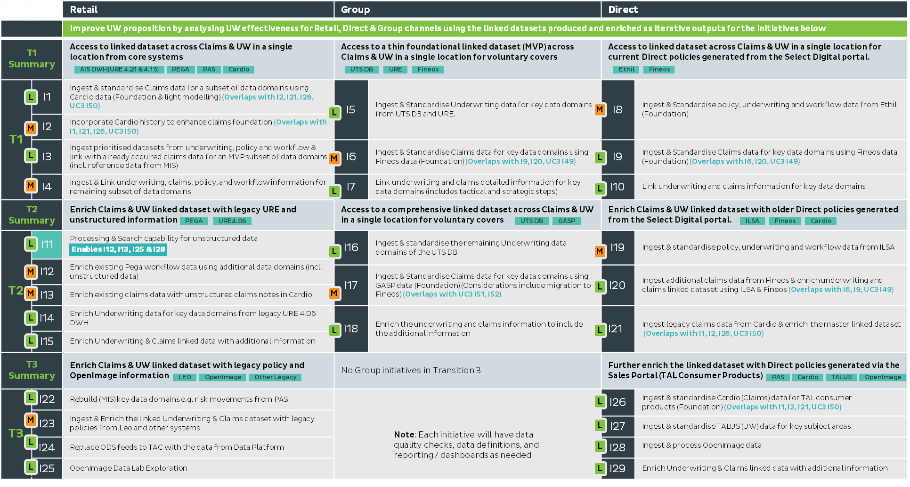 Retail
Group
Direct
Improve UW proposition by analysing UW effectiveness for Retail, Direct & Group channels using the linked datasets produced and enriched as iterative outputs for the initiatives below
T1
Summary
Access to linked dataset across Claims & UW in a single
location from core systems
AIS DWH (URE 4.21 & 4.1%) PEGA PAS Cardio
Access to a thin foundational linked dataset (MVP) across
Claims & UW in a single location for voluntary covers
UTS DB URE Fineos
Access to linked dataset across Claims & UW in a single location for
current Direct policies generated from the Select Digital portal.
Ethil Fineos
T1
L I1
Ingest & standardise Claims data for a subset of data domains using
Cardio data (Foundation & light modelling) (Overlaps with I2, I21, I26,
UC3 I50)
M I2
Incorporate Cardio history to enhance claims foundation (Overlaps with
I1, I21, I26, UC3 I50)
L I3
Ingest prioritised datasets from underwriting, policy and workflow &
link with already acquired claims data for an MVP subset of data domains
(incl reference data from MIS)
M I4
Ingest & Link underwriting, claims, policy, and workflow information for
remaining subset of data domains
L I5
Ingest & Standardise Underwriting data for key data domains
from UTS DB and URE.
M I6
Ingest & Standardise Claims data for key data domains using
Fineos data (Foundation) (Overlaps with I9, I20, UC3 I49)
L I7
Link underwriting and claims detailed information for key
data domains (includes tactical and strategic steps)
M I8
Ingest & Standardise policy, underwriting and workflow data from Ethil
(Foundation)
L I9
Ingest & Standardise Claims data for key data domains using Fineos data
(Foundation) (Overlaps with I6, I20, UC3 I49)
L I10
Link underwriting and claims information for key data domains
T2
Summary
Enrich Claims & UW linked dataset with legacy URE and
unstructured information PEGA URE4.06
Access to a comprehensive linked dataset across Claims & UW
in a single location for voluntary covers UTS DB GASP
Enrich Claims & UW linked dataset with older Direct policies generated
from the Select Digital portal. ILSA Fineos Cardio
T2
L I11
Processing & Search capability for unstructured data
Enables I12, I13, I25 & I28
M I12
Enrich existing Pega workflow data using additional data domains (incl.
unstructured data)
M I13
Enrich existing claims data with unstructured claims notes in Cardio
L I14
Enrich Underwriting data for key data domains from legacy URE 4.06
DWH
L I15
Enrich Underwriting & Claims linked data with additional information
L I16
Ingest & standardise the remaining Underwriting data
domains of the UTS DB
M I17
Ingest & Standardise Claims data for key data domains using
GASP data (Foundation) (Considerations include migration to
Fineos) (Overlaps with UC3 I51, I52)
L I18
Enrich the underwriting and claims information to include
the additional information
M I19
Ingest & standardise policy, underwriting and workflow data from ILSA
L I20
Ingest additional claims data from Fineos & enrich underwriting and
claims linked dataset using ILSA & Fineos (Overlaps with I6, I9, UC3 I49)
L I21
Ingest legacy claims data from Cardio & enrich the master linked dataset
(Overlaps with I1, I2, I26, UC3 I50)
T3
Summary
Enrich Claims & UW linked dataset with legacy policy and
OpenImage information LEO OpenImage Other Legacy
No Group initiatives in Transition 3
Further enrich the linked dataset with Direct policies generated via the
Sales Portal (TAL Consumer Products) PAS Cardio TALUS OpenImage
T3
L I22
Rebuild (MIS) key data domains e.g. risk movements from PAS
M I23
Ingest & Enrich the linked Underwriting & Claims dataset with legacy
policies from Leo and other systems
L I24
Replace ODS feeds to TAC with the data from Data Platform
L I25
OpenImage Data Lab Exploration
Note: Each initiative will have data
quality checks, data definitions, and
reporting / dashboards as needed
L I26
Ingest & standardise Cardio (Claims) data for TAL consumer
products (Foundation) (Overlaps with I1, I2, I21, UC3 I50)
L I27
Ingest & standardise TALUS (UW) data for key subject areas
L I28
Ingest & process OpenImage data
L I29
Enrich Underwriting & Claims linked data with additional information